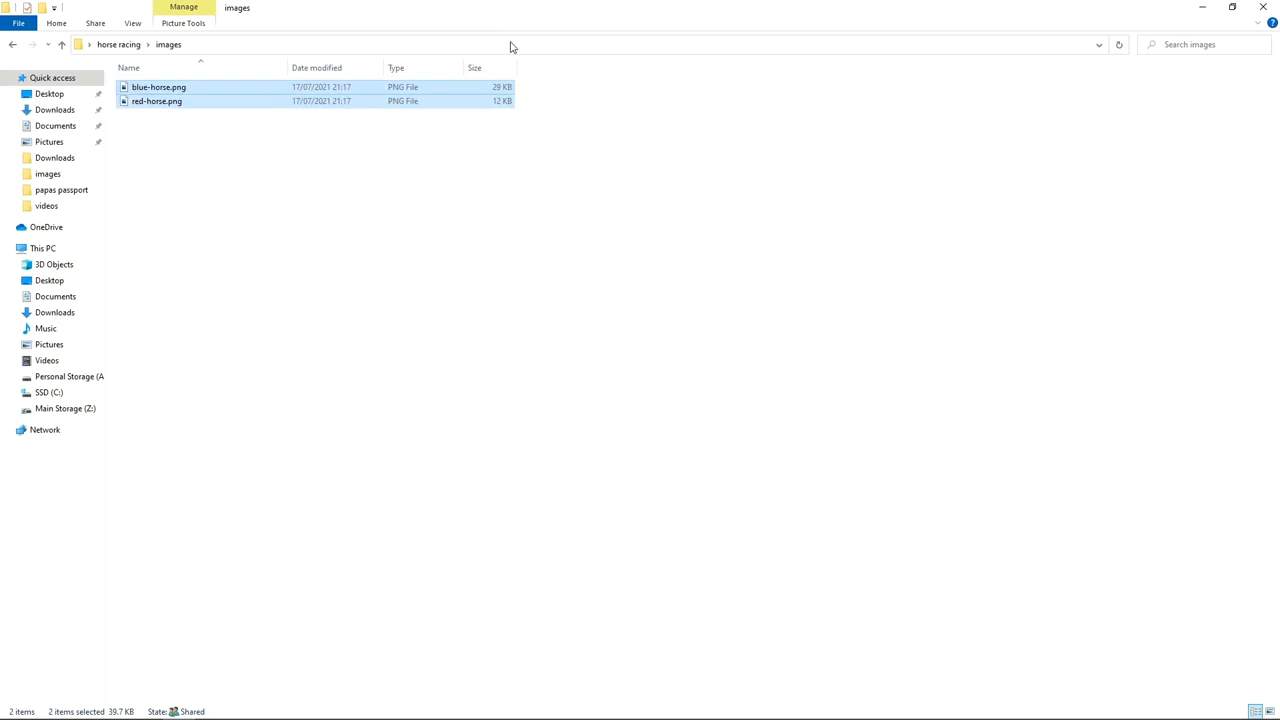 Manage
images
File
Home
Share
View
Picture Tools
horse racing
images
Search images
Name
Date modified
Type
Size
blue-horse.png 17/07/2021 21:17 PNG File 29 KB
red-horse.png 17/07/2021 21:17 PNG File 12 KB
Quick access
Desktop
Downloads
Documents
Pictures
Downloads
images
papas passport
videos
OneDrive
This PC
3D Objects
Desktop
Documents
Downloads
Music
Pictures
Videos
Personal Storage (A
SSD (C:)
Main Storage (Z:)
Network
2 items 2 items selected 39.7 KB State: Shared